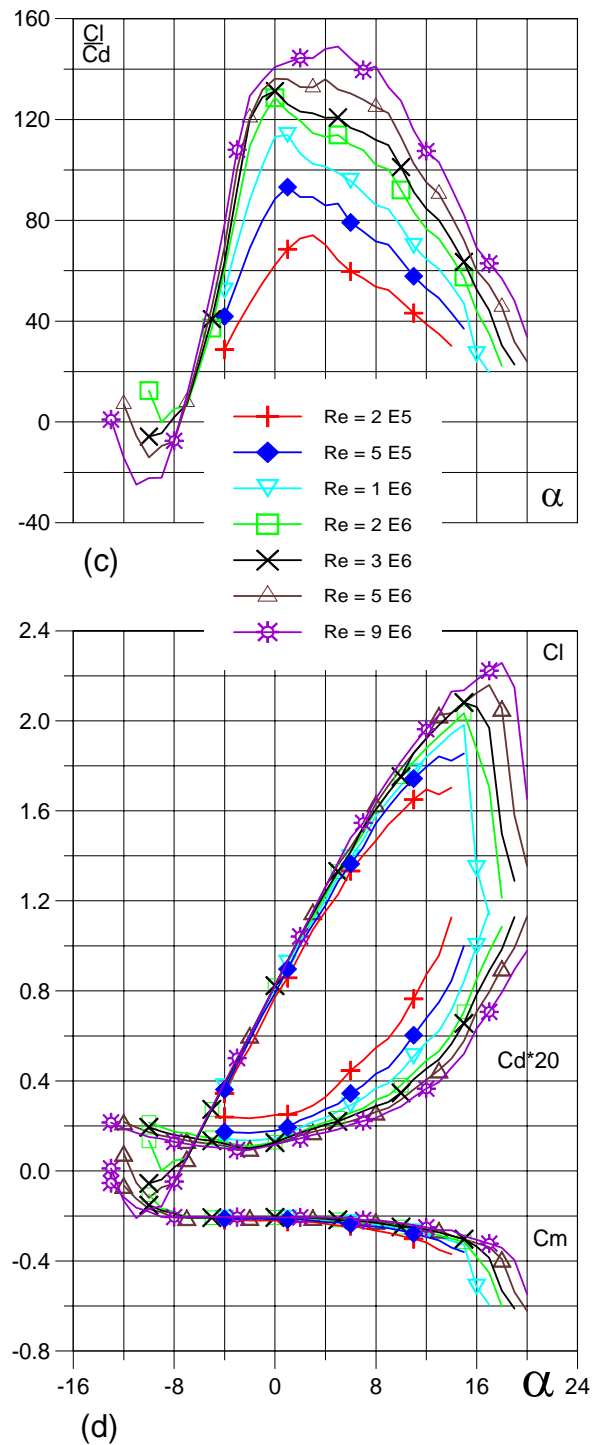 Cl
Cd
160
120
80
40
0
-40
α
(c)
Re = 2 E5
Re = 5 E5
Re = 1 E6
Re = 2 E6
Re = 3 E6
Re = 5 E6
Re = 9 E6
2.4
Cl
2.0
1.6
1.2
0.8
Cd*20
0.4
0.0
Cm
-0.4
-0.8
α
-16 -8 0 8 16 24
(d)